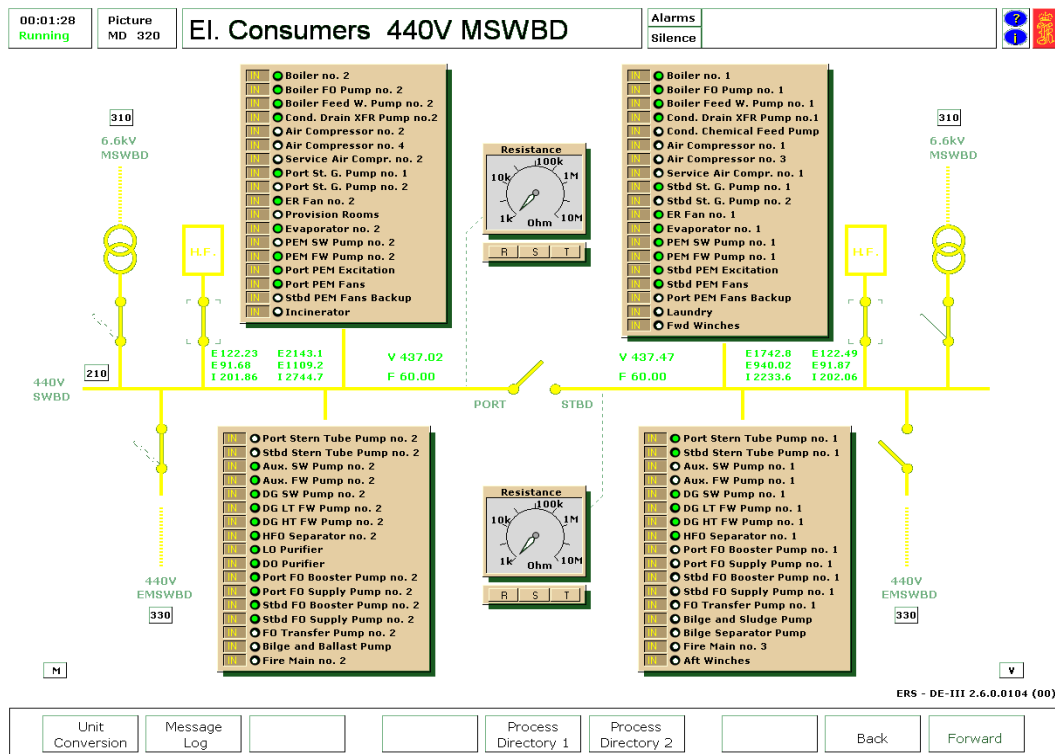 00:01:28
Running
Picture
MD 320
El. Consumers 440V MSWBD
Alarms
Silence
?
i
310
6.6kV
MSWBD
H.F.
IN Boiler no. 2
IN Boiler FO Pump no. 2
IN Boiler Feed W. Pump no. 2
IN Cond. Drain XFR Pump no.2
IN Air Compressor no. 2
IN Air Compressor no. 4
IN Service Air Compr. no. 2
IN Port St. G. Pump no. 1
IN Port St. G. Pump no. 2
IN ER Fan no. 2
IN Provision Rooms
IN Evaporator no. 2
IN PEM SW Pump no. 2
IN PEM FW Pump no. 2
IN Port PEM Excitation
IN Port PEM Fans
IN Stbd PEM Fans Backup
IN Incinerator
Resistance
1k 10k 100k 1M 10M
Ohm
R S T
IN Boiler no. 1
IN Boiler FO Pump no. 1
IN Boiler Feed W. Pump no. 1
IN Cond. Drain XFR Pump no.1
IN Cond. Chemical Feed Pump
IN Air Compressor no. 1
IN Air Compressor no. 3
IN Service Air Compr. no. 1
IN Stbd St. G. Pump no. 1
IN Stbd St. G. Pump no. 2
IN ER Fan no. 1
IN Evaporator no. 1
IN PEM SW Pump no. 1
IN PEM FW Pump no. 1
IN Stbd PEM Excitation
IN Stbd PEM Fans
IN Port PEM Fans Backup
IN Laundry
IN Fwd Winches
H.F.
310
6.6kV
MSWBD
E122.23 E2143.1 V 437.02
E91.68 E1109.2
I 201.86 I 2744.7 F 60.00
V 437.47 E1742.8 E122.49
E940.02 E91.87
F 60.00 I 2233.6 I 202.06
210
440V
SWBD
PORT
STBD
IN Port Stern Tube Pump no. 2
IN Stbd Stern Tube Pump no. 2
IN Aux. SW Pump no. 2
IN Aux. FW Pump no. 2
IN DG SW Pump no. 2
IN DG LT FW Pump no. 2
IN DG HT FW Pump no. 2
IN HFO Separator no. 2
IN LO Purifier
IN DO Purifier
IN Port FO Booster Pump no. 2
IN Port FO Supply Pump no. 2
IN Stbd FO Booster Pump no. 2
IN Stbd FO Supply Pump no. 2
IN FO Transfer Pump no. 2
IN Bilge and Ballast Pump
IN Fire Main no. 2
Resistance
1k 10k 100k 1M 10M
Ohm
R S T
IN Port Stern Tube Pump no. 1
IN Stbd Stern Tube Pump no. 1
IN Aux. SW Pump no. 1
IN Aux. FW Pump no. 1
IN DG SW Pump no. 1
IN DG LT FW Pump no. 1
IN DG HT FW Pump no. 1
IN HFO Separator no. 1
IN Port FO Booster Pump no. 1
IN Port FO Supply Pump no. 1
IN Stbd FO Booster Pump no. 1
IN Stbd FO Supply Pump no. 1
IN FO Transfer Pump no. 1
IN Bilge and Sludge Pump
IN Bilge Separator Pump
IN Fire Main no. 3
IN Aft Winches
440V
EMSWBD
330
440V
EMSWBD
330
M
V
ERS - DE-III 2.6.0.0104 (00)
Unit
Conversion
Message
Log
Process
Directory 1
Process
Directory 2
Back
Forward